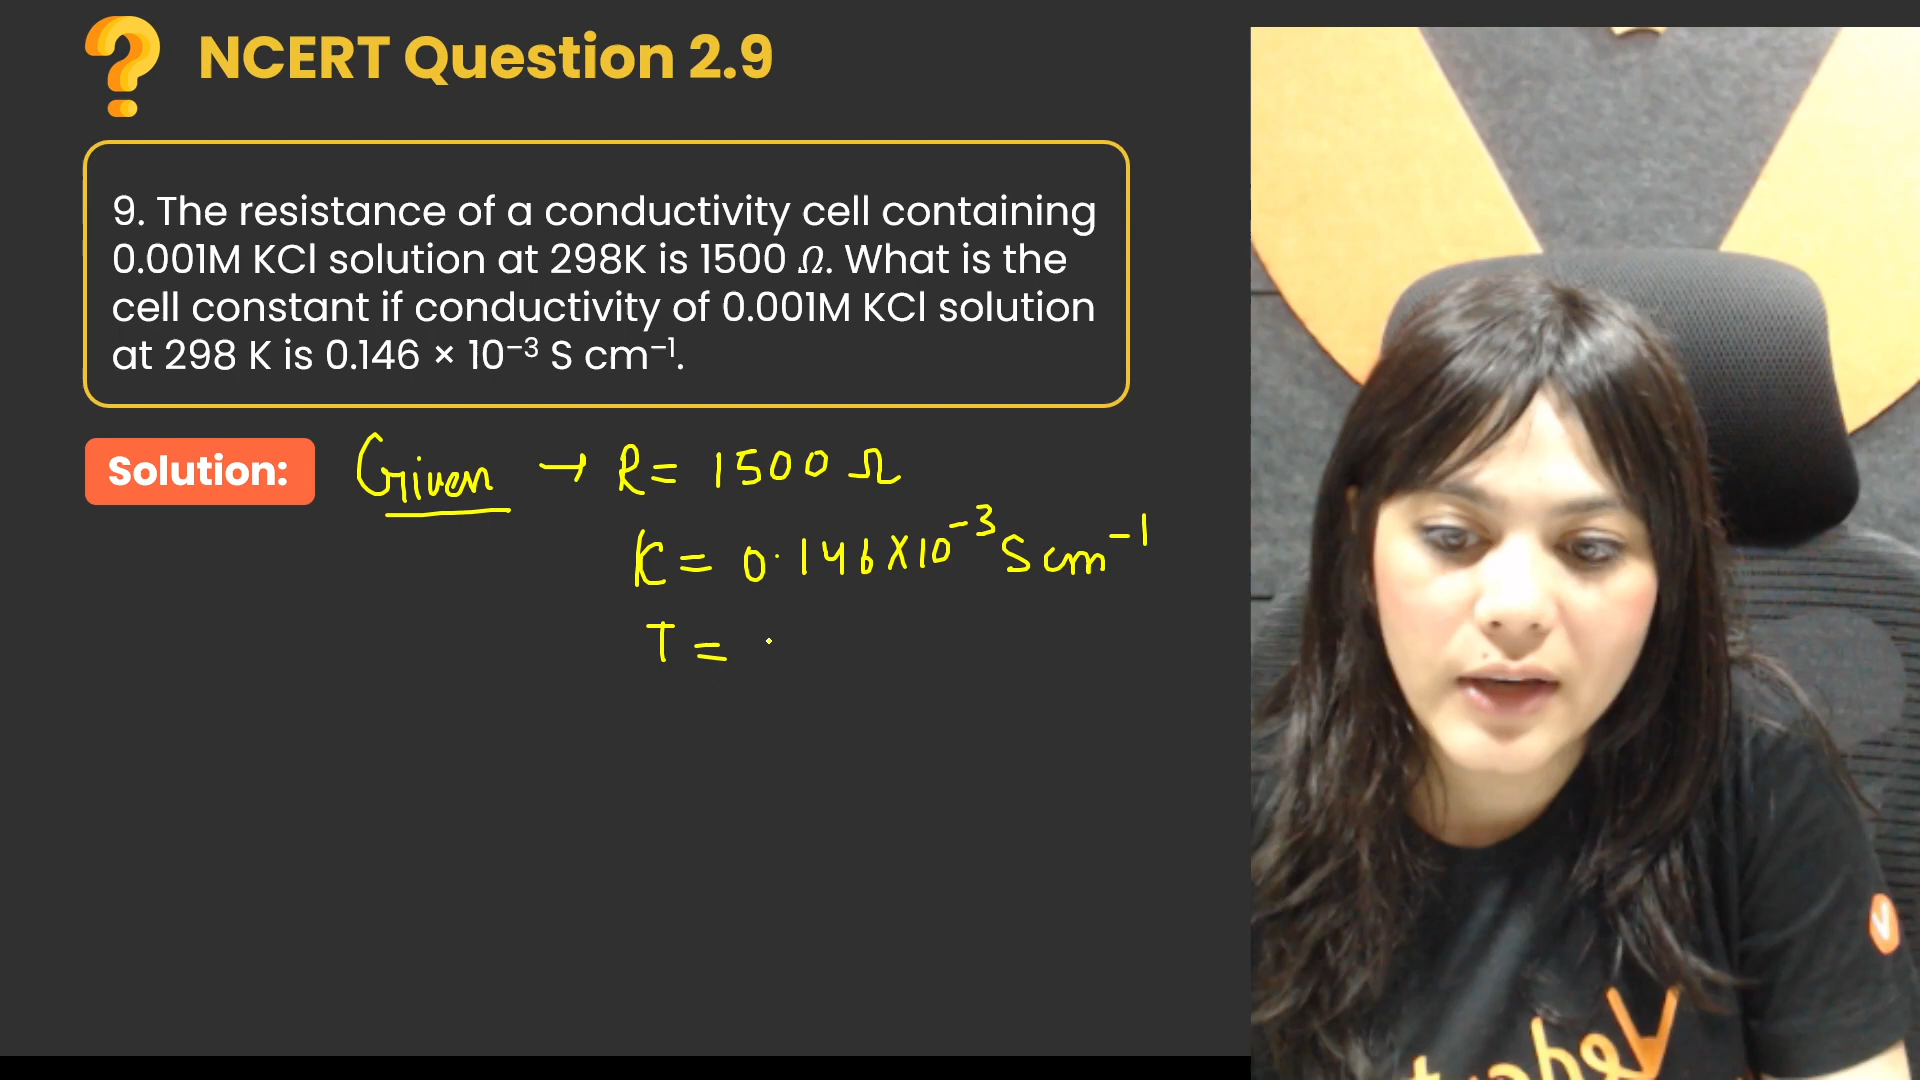 NCERT Question 2.9
9. The resistance of a conductivity cell containing
0.001M KCl solution at 298K is 1500 Ω. What is the
cell constant if conductivity of 0.001M KCl solution
at 298 K is 0.146 × 10⁻³ S cm⁻¹.
Solution: Given → R = 1500 Ω
K = 0.146 X 10⁻³ S cm⁻¹
T =